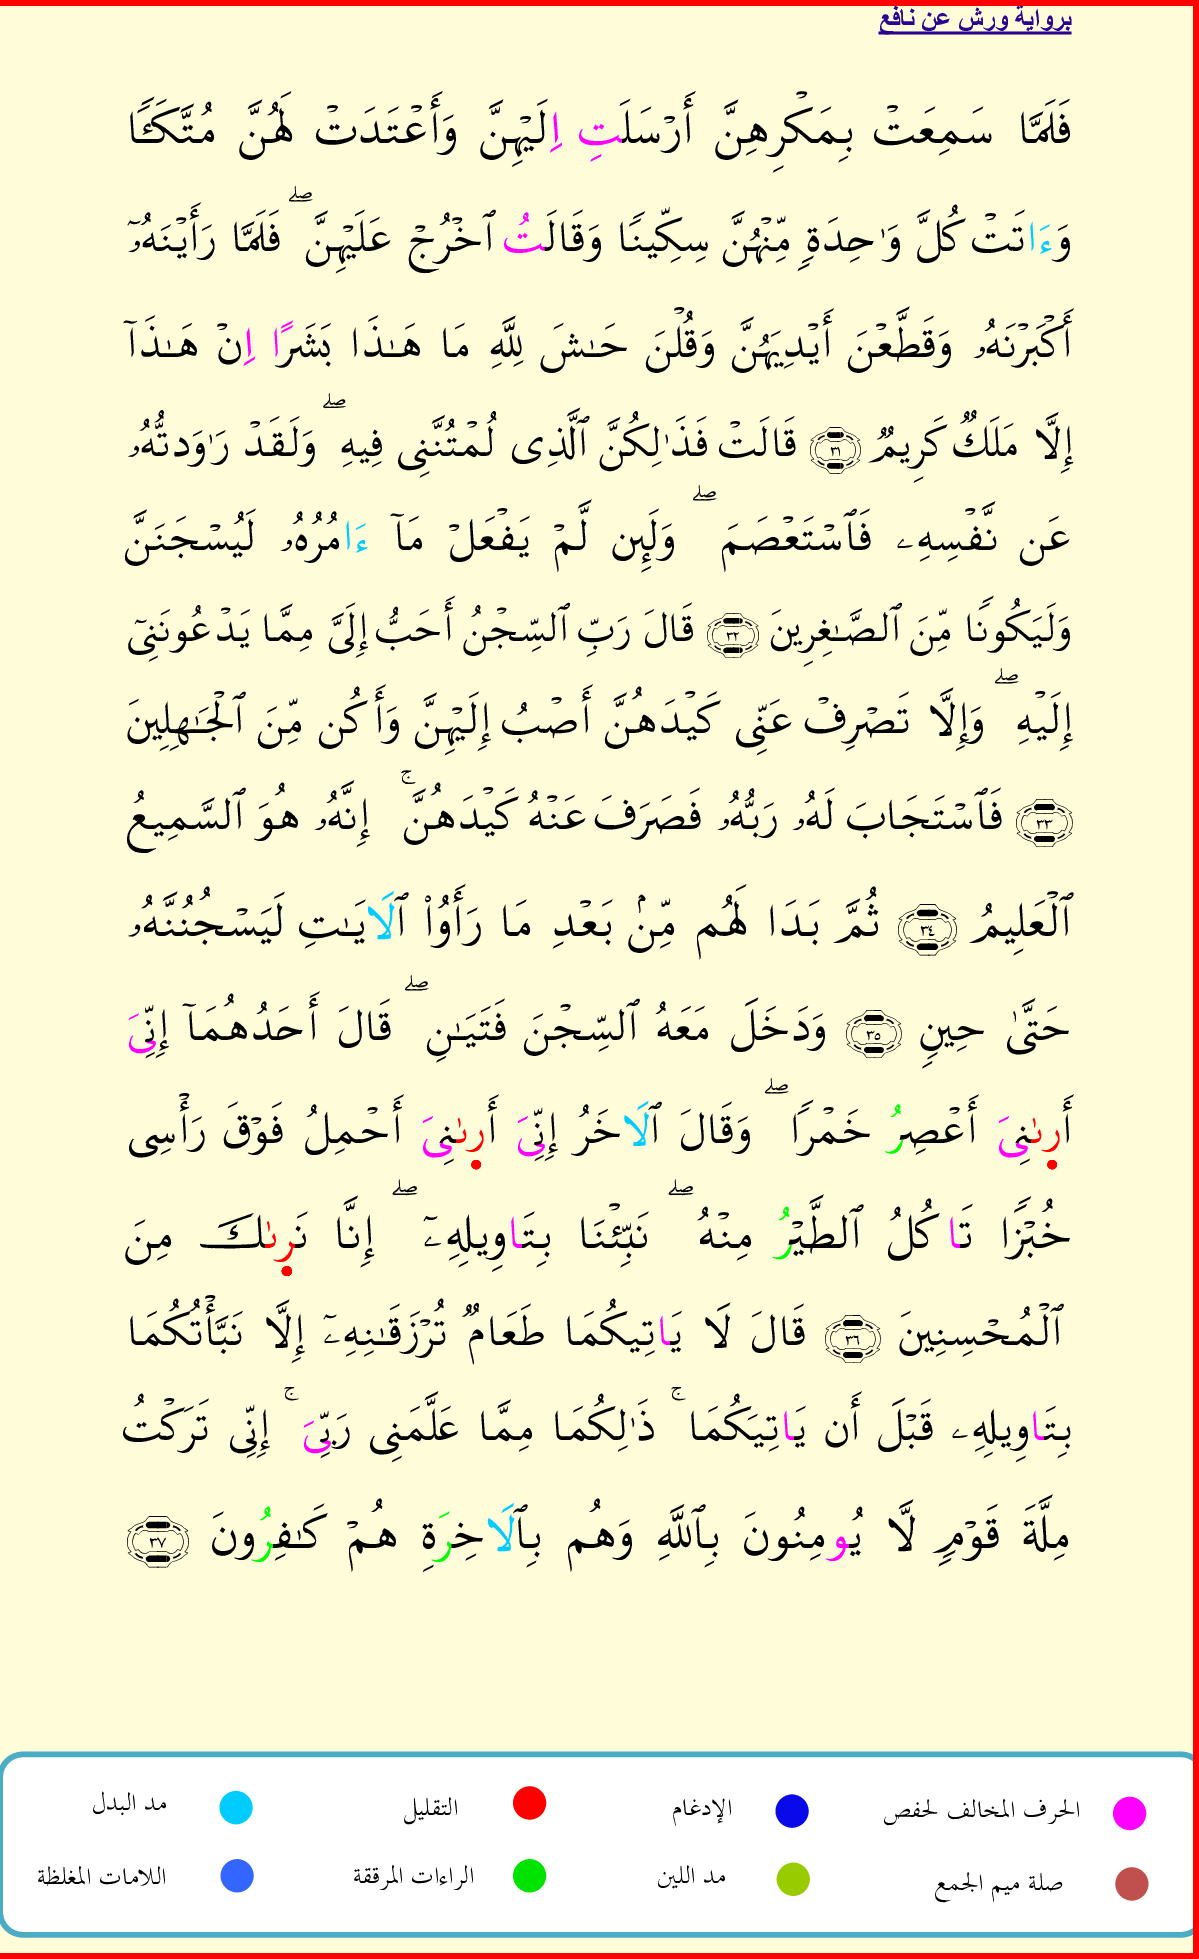 برواية ورش عن نافع
فَلَمَّا سَمِعَتْ بِمَكْرِهِنَّ أَرْسَلَتِ اِلَيْهِنَّ وَأَعْتَدَتْ لَهُنَّ مُتَّكَـٔٗا
وَءَاتَتْ كُلَّ وَٰحِدَةٖ مِّنْهُنَّ سِكِّينٗا وَقَالَتُ ٱخْرُجْ عَلَيْهِنَّ ۖ فَلَمَّا رَأَيْنَهُۥٓ
أَكْبَرْنَهُۥ وَقَطَّعْنَ أَيْدِيَهُنَّ وَقُلْنَ حَـٰشَ لِلَّهِ مَا هَـٰذَا بَشَرًا اِنْ هَـٰذَآ
إِلَّا مَلَكٞ كَرِيمٞ ٣١ قَالَتْ فَذَٰلِكُنَّ ٱلَّذِى لُمْتُنَّنِى فِيهِ ۖ وَلَقَدْ رَٰوَدتُّهُۥ
عَن نَّفْسِهِۦ فَٱسْتَعْصَمَ ۖ وَلَئِن لَّمْ يَفْعَلْ مَآ ءَامُرُهُۥ لَيُسْجَنَنَّ
وَلَيَكُونٗا مِّنَ ٱلصَّـٰغِرِينَ ٣٢ قَالَ رَبِّ ٱلسِّجْنُ أَحَبُّ إِلَىَّ مِمَّا يَدْعُونَنِىٓ
إِلَيْهِ ۖ وَإِلَّا تَصْرِفْ عَنِّى كَيْدَهُنَّ أَصْبُ إِلَيْهِنَّ وَأَكُن مِّنَ ٱلْجَـٰهِلِينَ
٣٣ فَٱسْتَجَابَ لَهُۥ رَبُّهُۥ فَصَرَفَ عَنْهُ كَيْدَهُنَّ ۚ إِنَّهُۥ هُوَ ٱلسَّمِيعُ
ٱلْعَلِيمُ ٣٤ ثُمَّ بَدَا لَهُم مِّنۢ بَعْدِ مَا رَأَوُاْ ٱلَايَـٰتِ لَيَسْجُنُنَّهُۥ
حَتَّىٰ حِينٖ ٣٥ وَدَخَلَ مَعَهُ ٱلسِّجْنَ فَتَيَـٰنِ ۖ قَالَ أَحَدُهُمَآ إِنِّىَ
أَرىٰنِىَ أَعْصِرُ خَمْرٗا ۖ وَقَالَ ٱلَاخَرُ إِنِّىَ أَرىٰنِىَ أَحْمِلُ فَوْقَ رَأْسِى
خُبْزٗا تَاكُلُ ٱلطَّيْرُ مِنْهُ ۖ نَبِّئْنَا بِتَاوِيلِهِۦٓ ۖ إِنَّا نَرىٰكَ مِنَ
ٱلْمُحْسِنِينَ ٣٦ قَالَ لَا يَاتِيكُمَا طَعَامٞ تُرْزَقَـٰنِهِۦٓ إِلَّا نَبَّأْتُكُمَا
بِتَاوِيلِهِۦ قَبْلَ أَن يَاتِيَكُمَا ۚ ذَٰلِكُمَا مِمَّا عَلَّمَنِى رَبِّىَ ۚ إِنِّى تَرَكْتُ
مِلَّةَ قَوْمٖ لَّا يُومِنُونَ بِٱللَّهِ وَهُم بِٱلَاخِرَةِ هُمْ كَـٰفِرُونَ ٣٧
الحرف المخالف لحفص الإدغام التقليل مد البدل
صلة ميم الجمع مد اللين الراءات المرققة اللامات المغلظة